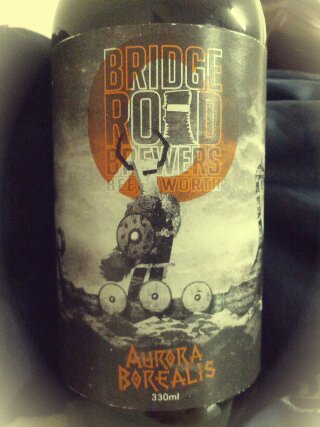 BRIDGE
ROAD
BREWERS
BEECHWORTH
AURORA
BOREALIS
330ml